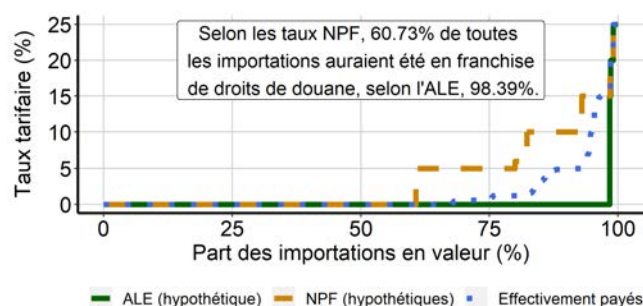 Selon les taux NPF, 60.73% de toutes
les importations auraient été en franchise
de droits de douane, selon l'ALE, 98.39%.
Taux tarifaire (%)
25
20
15
10
5
0
0 25 50 75 100
Part des importations en valeur (%)
ALE (hypothétique) NPF (hypothétiques) Effectivement payés